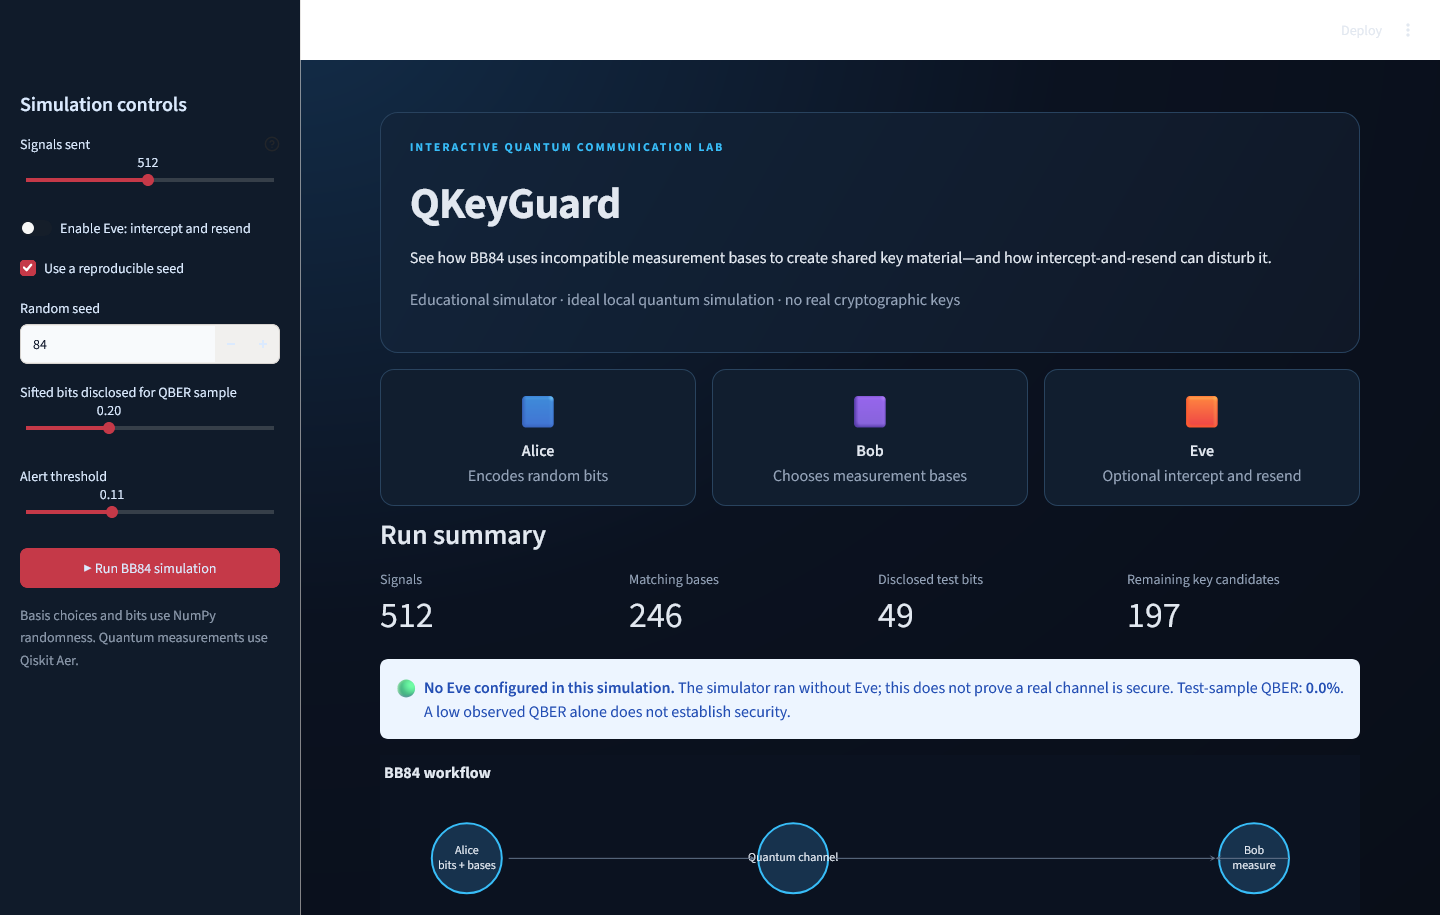 Deploy
Simulation controls
Signals sent
512
Enable Eve: intercept and resend
Use a reproducible seed
Random seed
84
Sifted bits disclosed for QBER sample
0.20
Alert threshold
0.11
Run BB84 simulation
Basis choices and bits use NumPy
randomness. Quantum measurements use
Qiskit Aer.
INTERACTIVE QUANTUM COMMUNICATION LAB
QKeyGuard
See how BB84 uses incompatible measurement bases to create shared key material—and how intercept-and-resend can disturb it.
Educational simulator · ideal local quantum simulation · no real cryptographic keys
Alice
Encodes random bits
Bob
Chooses measurement bases
Eve
Optional intercept and resend
Run summary
Signals
512
Matching bases
246
Disclosed test bits
49
Remaining key candidates
197
No Eve configured in this simulation. The simulator ran without Eve; this does not prove a real channel is secure. Test-sample QBER: 0.0%.
A low observed QBER alone does not establish security.
BB84 workflow
Alice
bits + bases
Quantum channel
Bob
measure